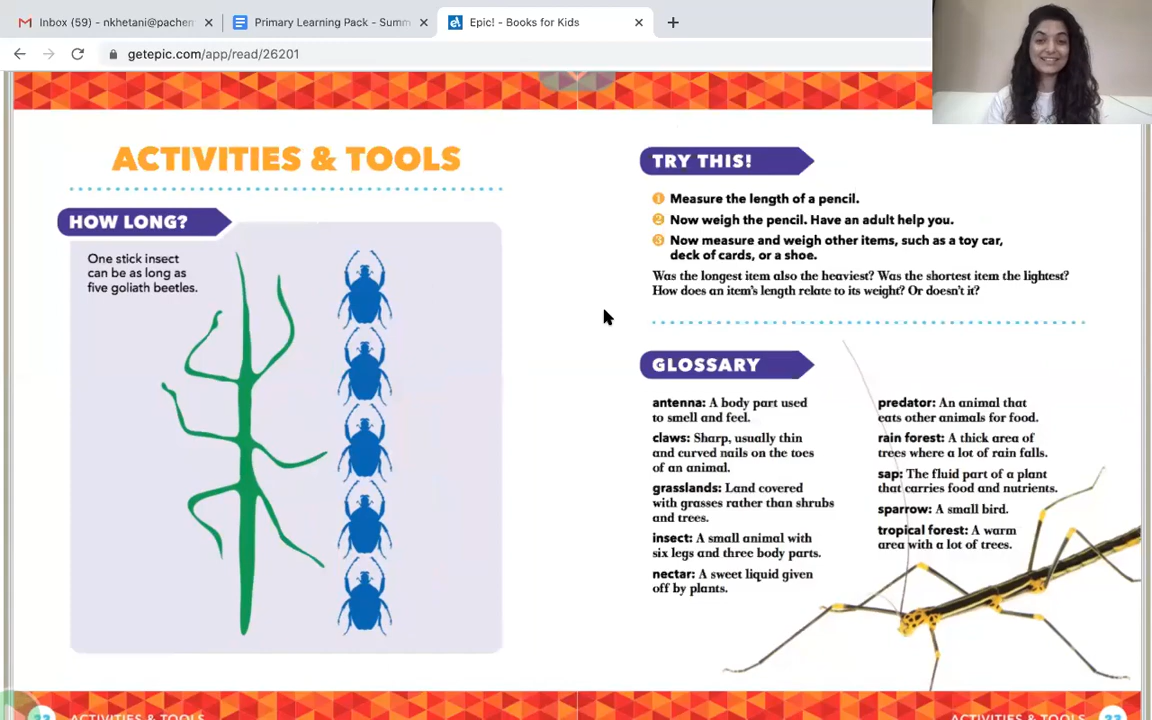 Inbox (59) - nkhetani@pachem
Primary Learning Pack - Summ
Epic! - Books for Kids
getepic.com/app/read/26201
ACTIVITIES & TOOLS
HOW LONG?
One stick insect
can be as long as
five goliath beetles.
TRY THIS!
1 Measure the length of a pencil.
2 Now weigh the pencil. Have an adult help you.
3 Now measure and weigh other items, such as a toy car,
deck of cards, or a shoe.
Was the longest item also the heaviest? Was the shortest item the lightest?
How does an item's length relate to its weight? Or doesn't it?
GLOSSARY
antenna: A body part used
to smell and feel.
claws: Sharp, usually thin
and curved nails on the toes
of an animal.
grasslands: Land covered
with grasses rather than shrubs
and trees.
insect: A small animal with
six legs and three body parts.
nectar: A sweet liquid given
off by plants.
predator: An animal that
eats other animals for food.
rain forest: A thick area of
trees where a lot of rain falls.
sap: The fluid part of a plant
that carries food and nutrients.
sparrow: A small bird.
tropical forest: A warm
area with a lot of trees.
ACTIVITIES & TOOLS
ACTIVITIES & TOOLS